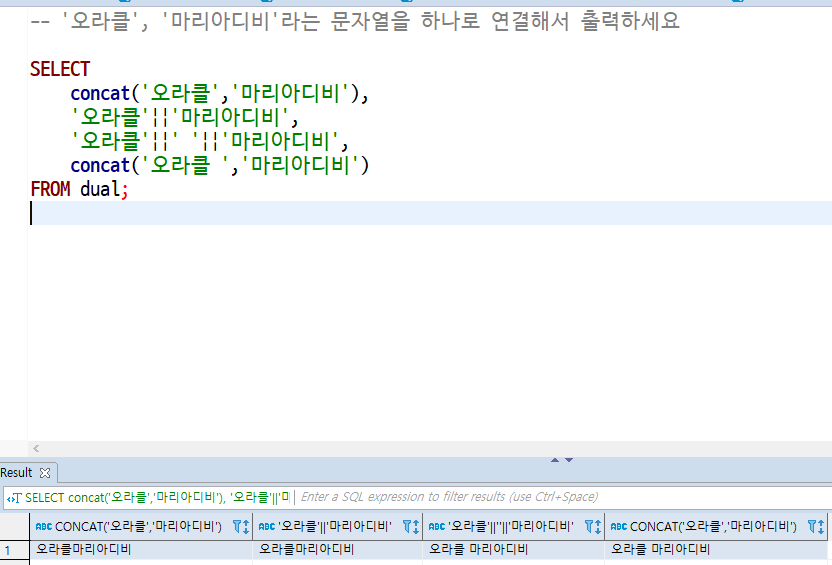 -- '오라클', '마리아디비'라는 문자열을 하나로 연결해서 출력하세요
SELECT
concat('오라클','마리아디비'),
'오라클'||'마리아디비',
'오라클'||' '||'마리아디비',
concat('오라클 ','마리아디비')
FROM dual;
Result
SELECT concat('오라클','마리아디비'), '오라클'||'마 Enter a SQL expression to filter results (use Ctrl+Space)
ABC CONCAT('오라클','마리아디비') ABC '오라클'||'마리아디비' ABC '오라클'||''||'마리아디비' ABC CONCAT('오라클','마리아디비')
1 오라클마리아디비 오라클마리아디비 오라클 마리아디비 오라클 마리아디비